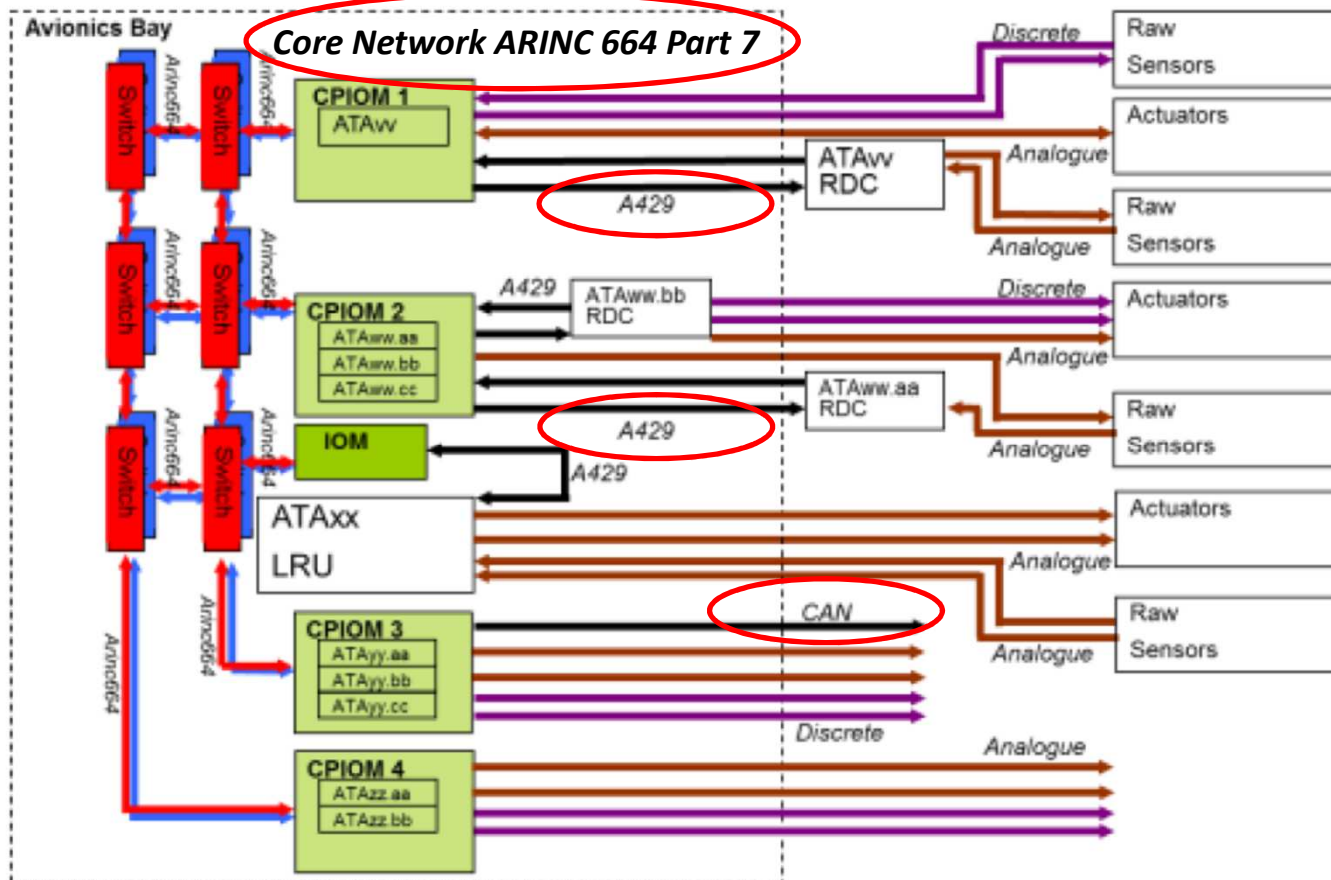 Avionics Bay
Core Network ARINC 664 Part 7
Arinc664
Arinc664
Switch
Switch
CPIOM 1
ATAvv
Discrete
Raw
Sensors
Actuators
Analogue
ATAvv
RDC
A429
Raw
Sensors
Analogue
Arinc664
Arinc664
Switch
Switch
CPIOM 2
ATAww.aa
ATAww.bb
ATAww.cc
A429
ATAww.bb
RDC
Discrete
Actuators
Analogue
ATAww.aa
RDC
A429
Raw
Sensors
Analogue
Arinc664
Arinc664
Switch
Switch
IOM
A429
ATAxx
LRU
Actuators
Analogue
CAN
Raw
Sensors
Analogue
Arinc664
Arinc664
CPIOM 3
ATAyy.aa
ATAyy.bb
ATAyy.cc
Discrete
Analogue
CPIOM 4
ATAzz.aa
ATAzz.bb